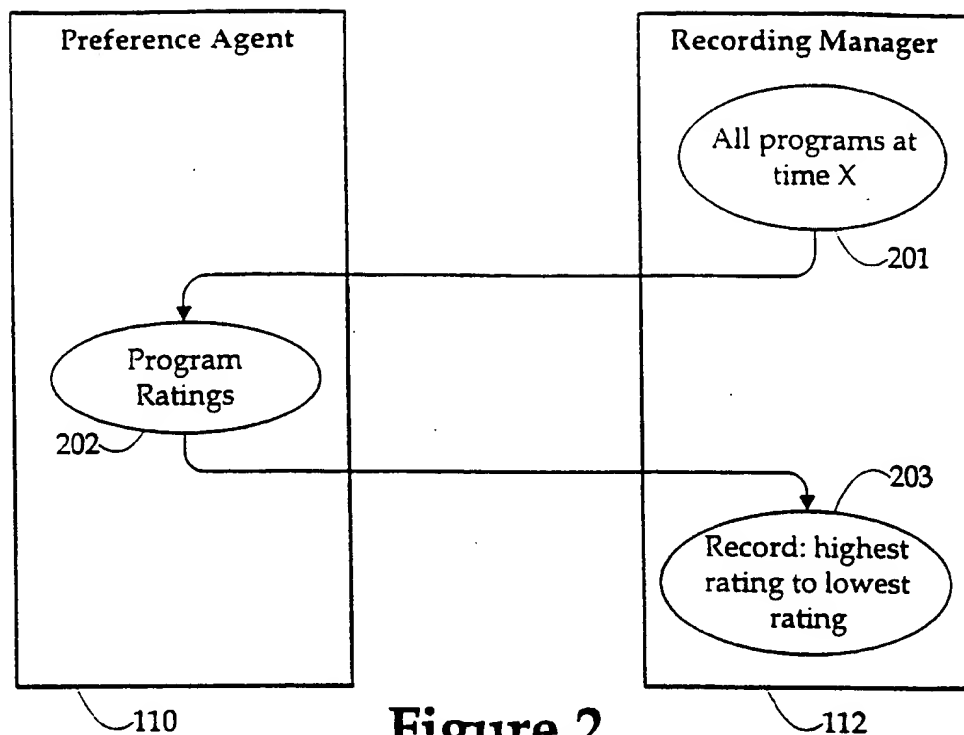 Preference Agent
Recording Manager
All programs at
time X
201
Program
Ratings
202
203
Record: highest
rating to lowest
rating
110
Figure 2
112